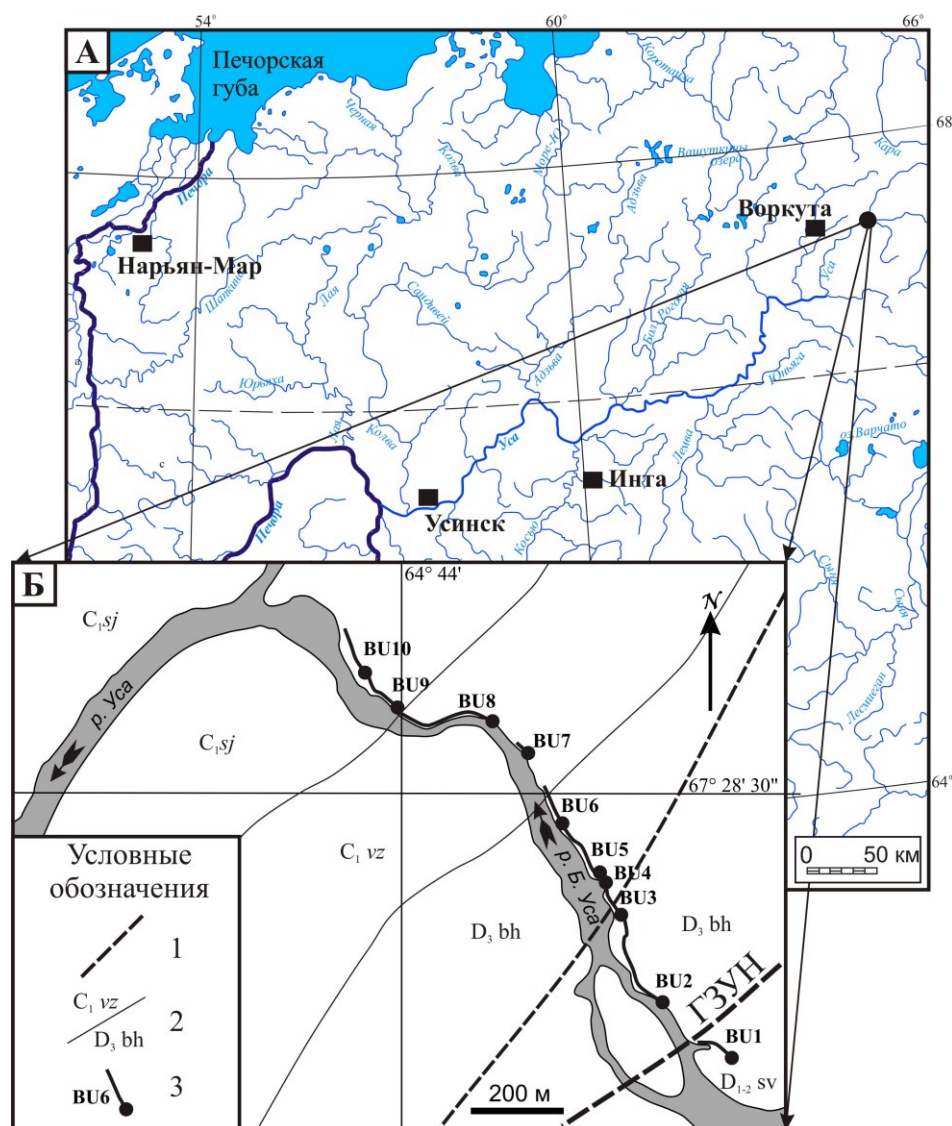 54°
60°
66°
А
Печорская
губа
68°
Черная
Колва
Море-Ю
Коротаиха
Кара
Вашуткины
озера
Адзьва
Печора
Воркута
Нарьян-Мар
Шапкина
Лая
Сандивей
Бол. Роговая
Уса
Юрьяха
Адзьва
Юньяга
Лая
Колва
Уса
Лемва
оз. Варчато
с
Инта
Печора
Усинск
Косью
Сыня
Сыня
Лесмиеган
64°
0 50 км
Б
64° 44'
N
C₁sj
BU10
BU9
BU8
р. Уса
C₁sj
BU7
67° 28' 30"
BU6
C₁ vz
BU5
BU4
р. Б. Уса
BU3
D₃ bh
D₃ bh
BU2
ГЗУН
BU1
D₁₋₂ sv
200 м
Условные
обозначения
1
C₁ vz
2
D₃ bh
3
BU6